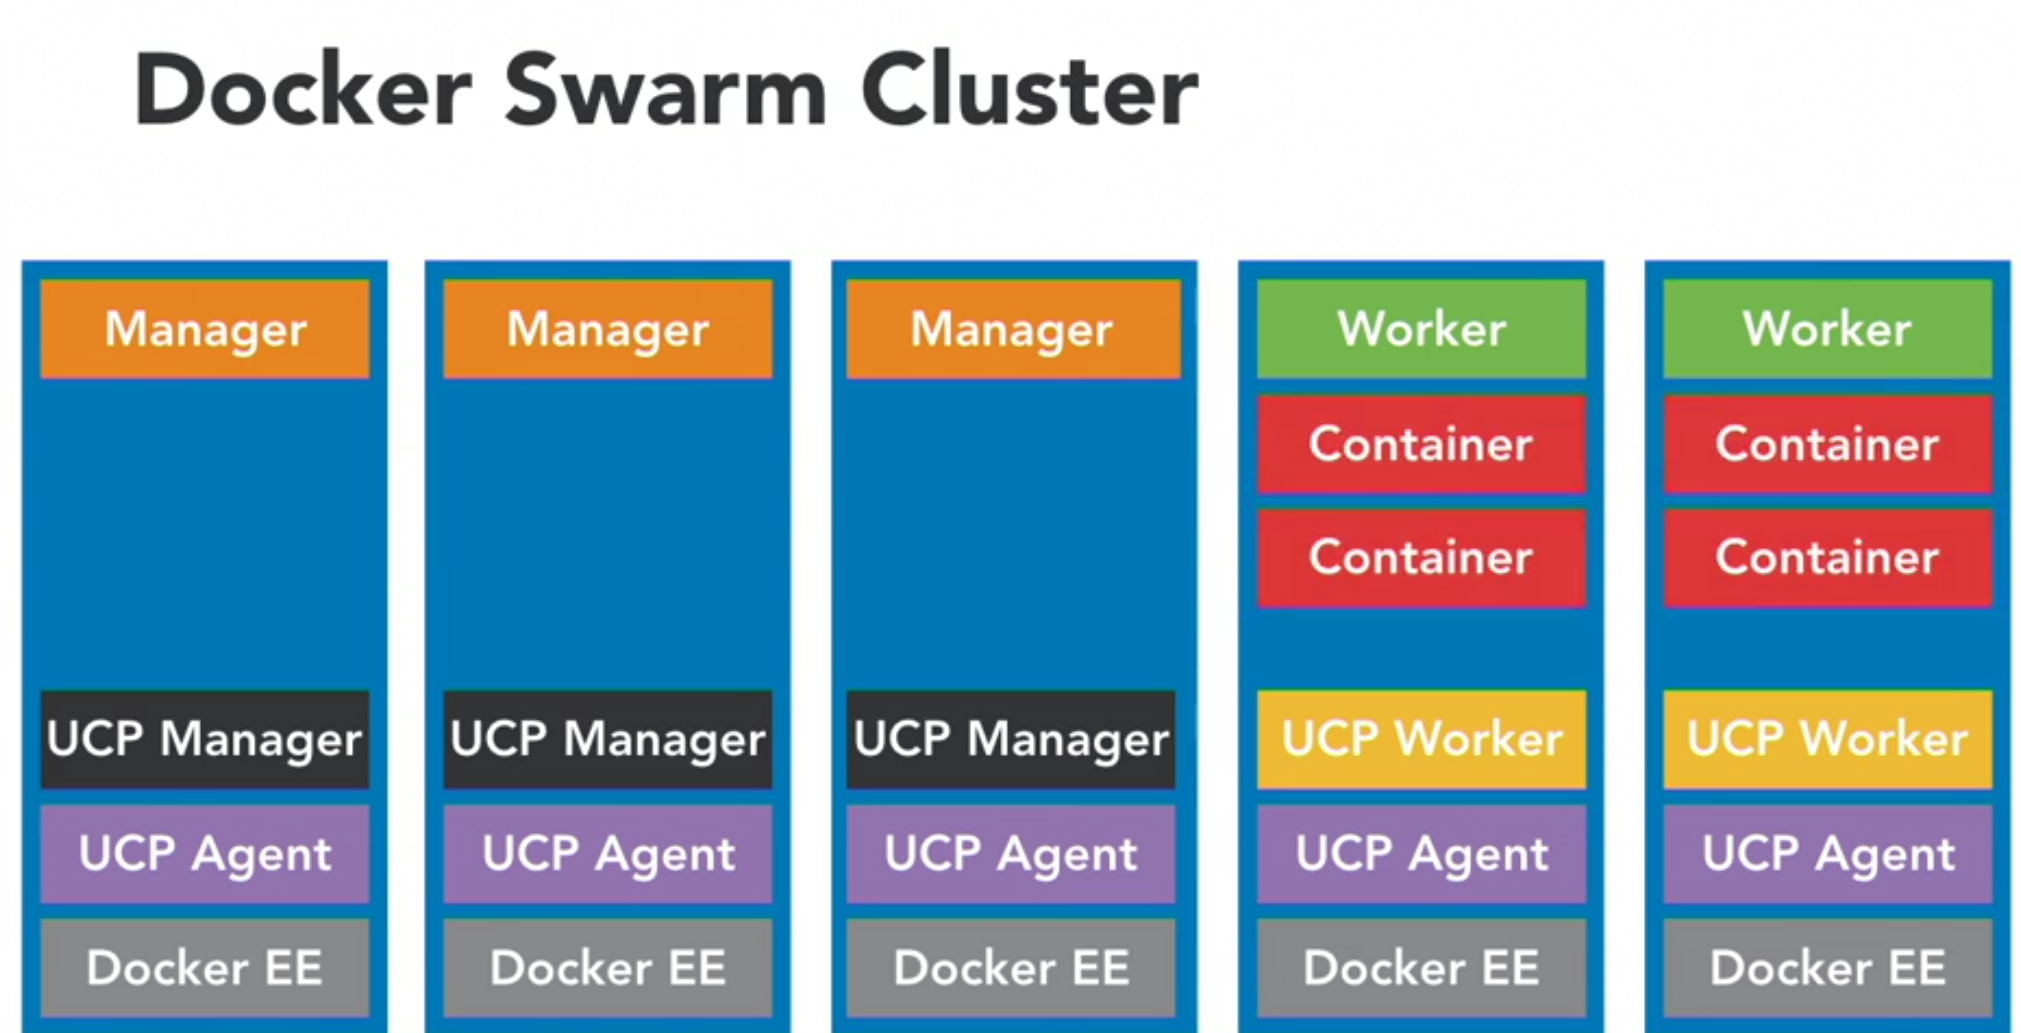 Docker Swarm Cluster
Manager
Manager
Manager
Worker
Worker
Container
Container
Container
Container
UCP Manager
UCP Manager
UCP Manager
UCP Worker
UCP Worker
UCP Agent
UCP Agent
UCP Agent
UCP Agent
UCP Agent
Docker EE
Docker EE
Docker EE
Docker EE
Docker EE